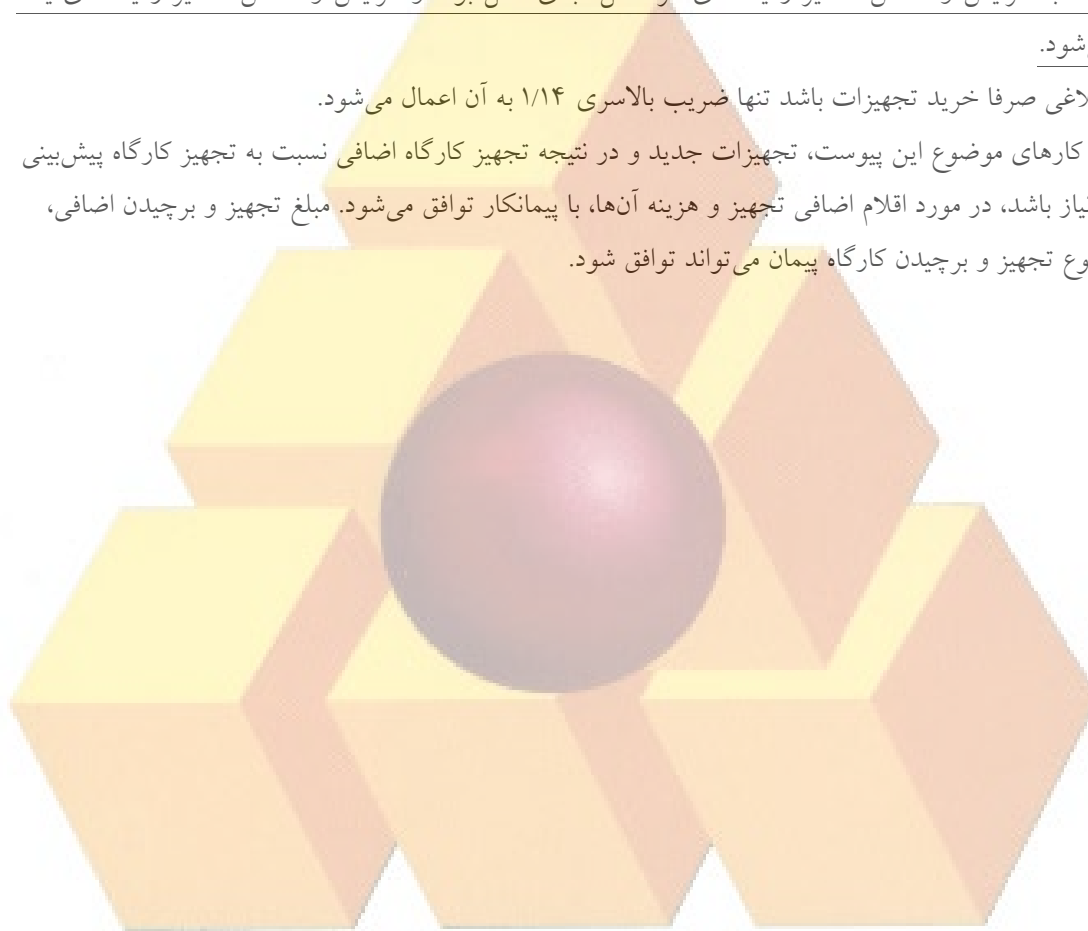 شود.
لاغی صرفا خرید تجهیزات باشد تنها ضریب بالاسری ۱/۱۴ به آن اعمال می‌شود.
کارهای موضوع این پیوست، تجهیزات جدید و در نتیجه تجهیز کارگاه اضافی نسبت به تجهیز کارگاه پیش‌بینی
نیاز باشد، در مورد اقلام اضافی تجهیز و هزینه آن‌ها، با پیمانکار توافق می‌شود. مبلغ تجهیز و برچیدن اضافی،
وع تجهیز و برچیدن کارگاه پیمان می‌تواند توافق شود.